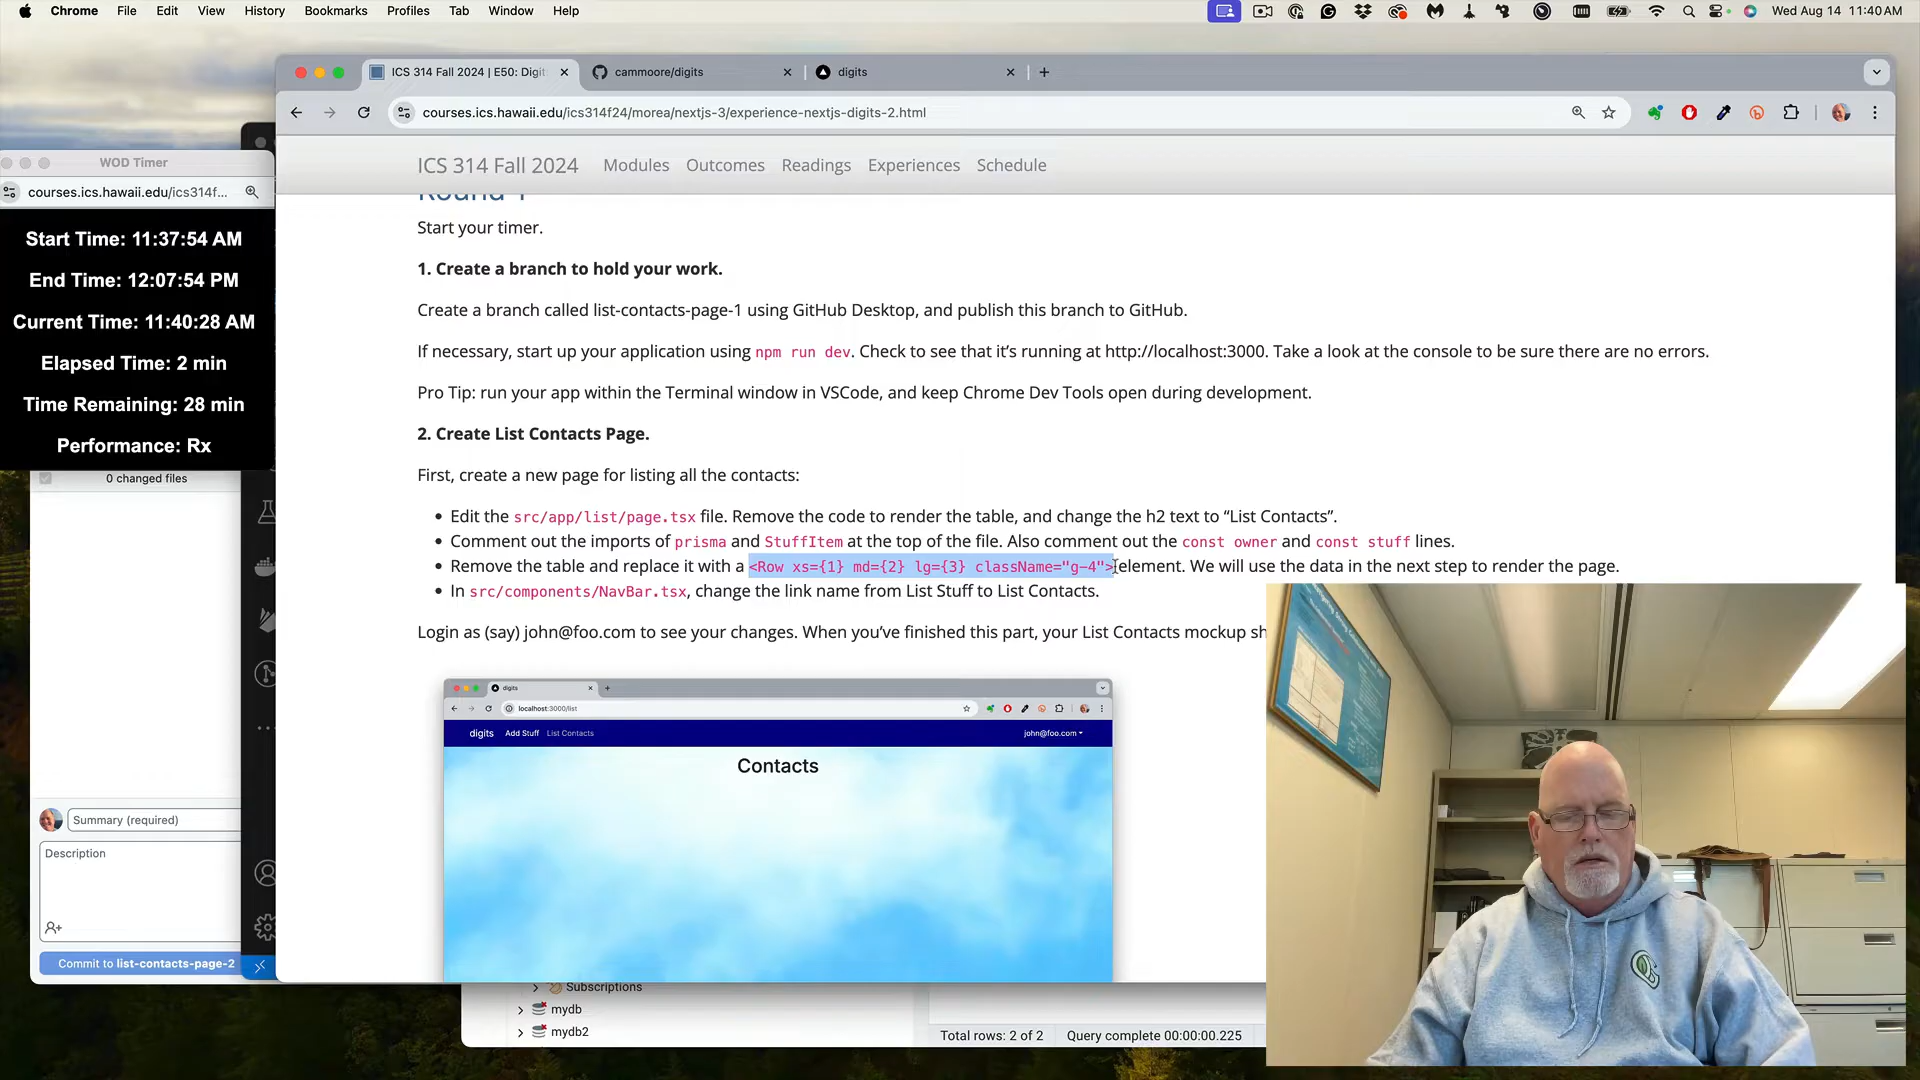 Chrome File Edit View History Bookmarks Profiles Tab Window Help
Wed Aug 14 11:40 AM
ICS 314 Fall 2024 | E50: Digit
cammoore/digits
digits
courses.ics.hawaii.edu/ics314f24/morea/nextjs-3/experience-nextjs-digits-2.html
WOD Timer
courses.ics.hawaii.edu/ics314f...
Start Time: 11:37:54 AM
End Time: 12:07:54 PM
Current Time: 11:40:28 AM
Elapsed Time: 2 min
Time Remaining: 28 min
Performance: Rx
0 changed files
Summary (required)
Description
Commit to list-contacts-page-2
ICS 314 Fall 2024 Modules Outcomes Readings Experiences Schedule
Round 1
Start your timer.
1. Create a branch to hold your work.
Create a branch called list-contacts-page-1 using GitHub Desktop, and publish this branch to GitHub.
If necessary, start up your application using npm run dev. Check to see that it’s running at http://localhost:3000. Take a look at the console to be sure there are no errors.
Pro Tip: run your app within the Terminal window in VSCode, and keep Chrome Dev Tools open during development.
2. Create List Contacts Page.
First, create a new page for listing all the contacts:
• Edit the src/app/list/page.tsx file. Remove the code to render the table, and change the h2 text to “List Contacts”.
• Comment out the imports of prisma and StuffItem at the top of the file. Also comment out the const owner and const stuff lines.
• Remove the table and replace it with a <Row xs={1} md={2} lg={3} className="g-4"> element. We will use the data in the next step to render the page.
• In src/components/NavBar.tsx, change the link name from List Stuff to List Contacts.
Login as (say) john@foo.com to see your changes. When you’ve finished this part, your List Contacts mockup sh
digits
localhost:3000/list
digits Add Stuff List Contacts
john@foo.com
Contacts
Subscriptions
mydb
mydb2
Total rows: 2 of 2
Query complete 00:00:00.225